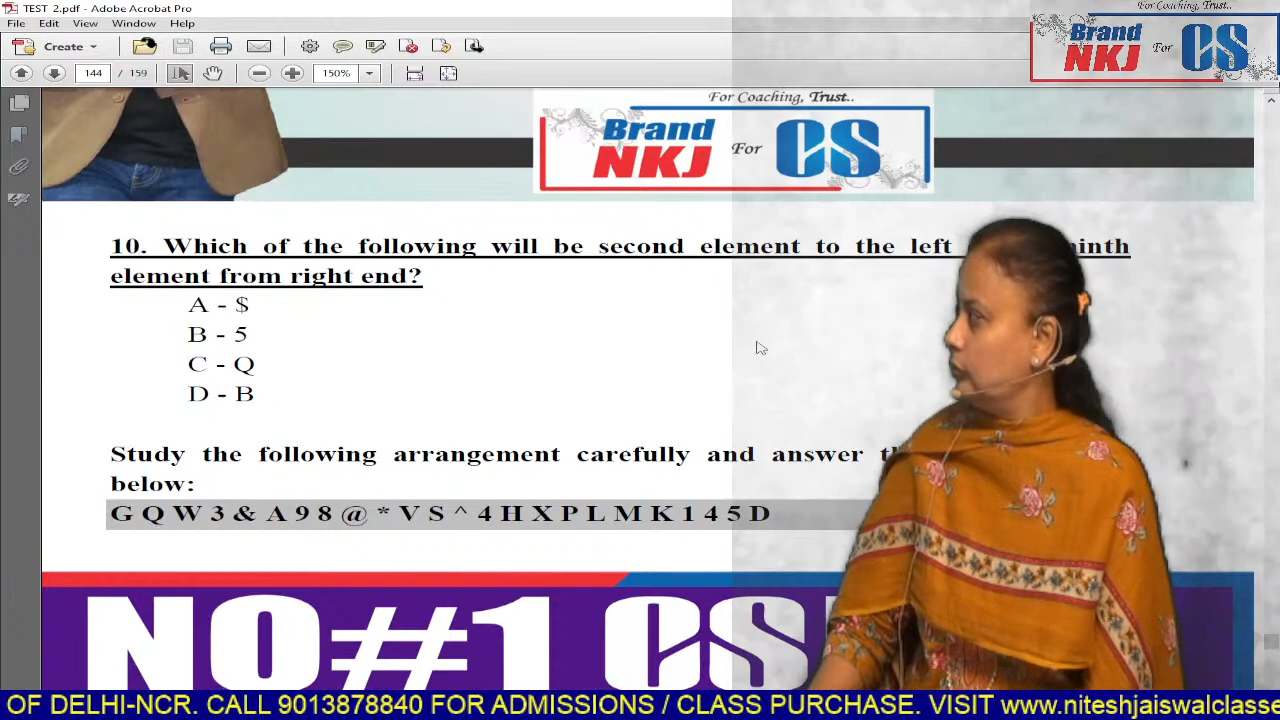 TEST 2.pdf - Adobe Acrobat Pro
File Edit View Window Help
Create
144 / 159 150%
For Coaching, Trust..
Brand NKJ For CS
For Coaching, Trust..
Brand NKJ For CS
10. Which of the following will be second element to the left ninth
element from right end?
A - $
B - 5
C - Q
D - B
Study the following arrangement carefully and answer
below:
G Q W 3 & A 9 8 @ * V S ^ 4 H X P L M K 1 4 5 D
NO#1 CS
OF DELHI-NCR. CALL 9013878840 FOR ADMISSIONS / CLASS PURCHASE. VISIT www.niteshjaiswalclasse